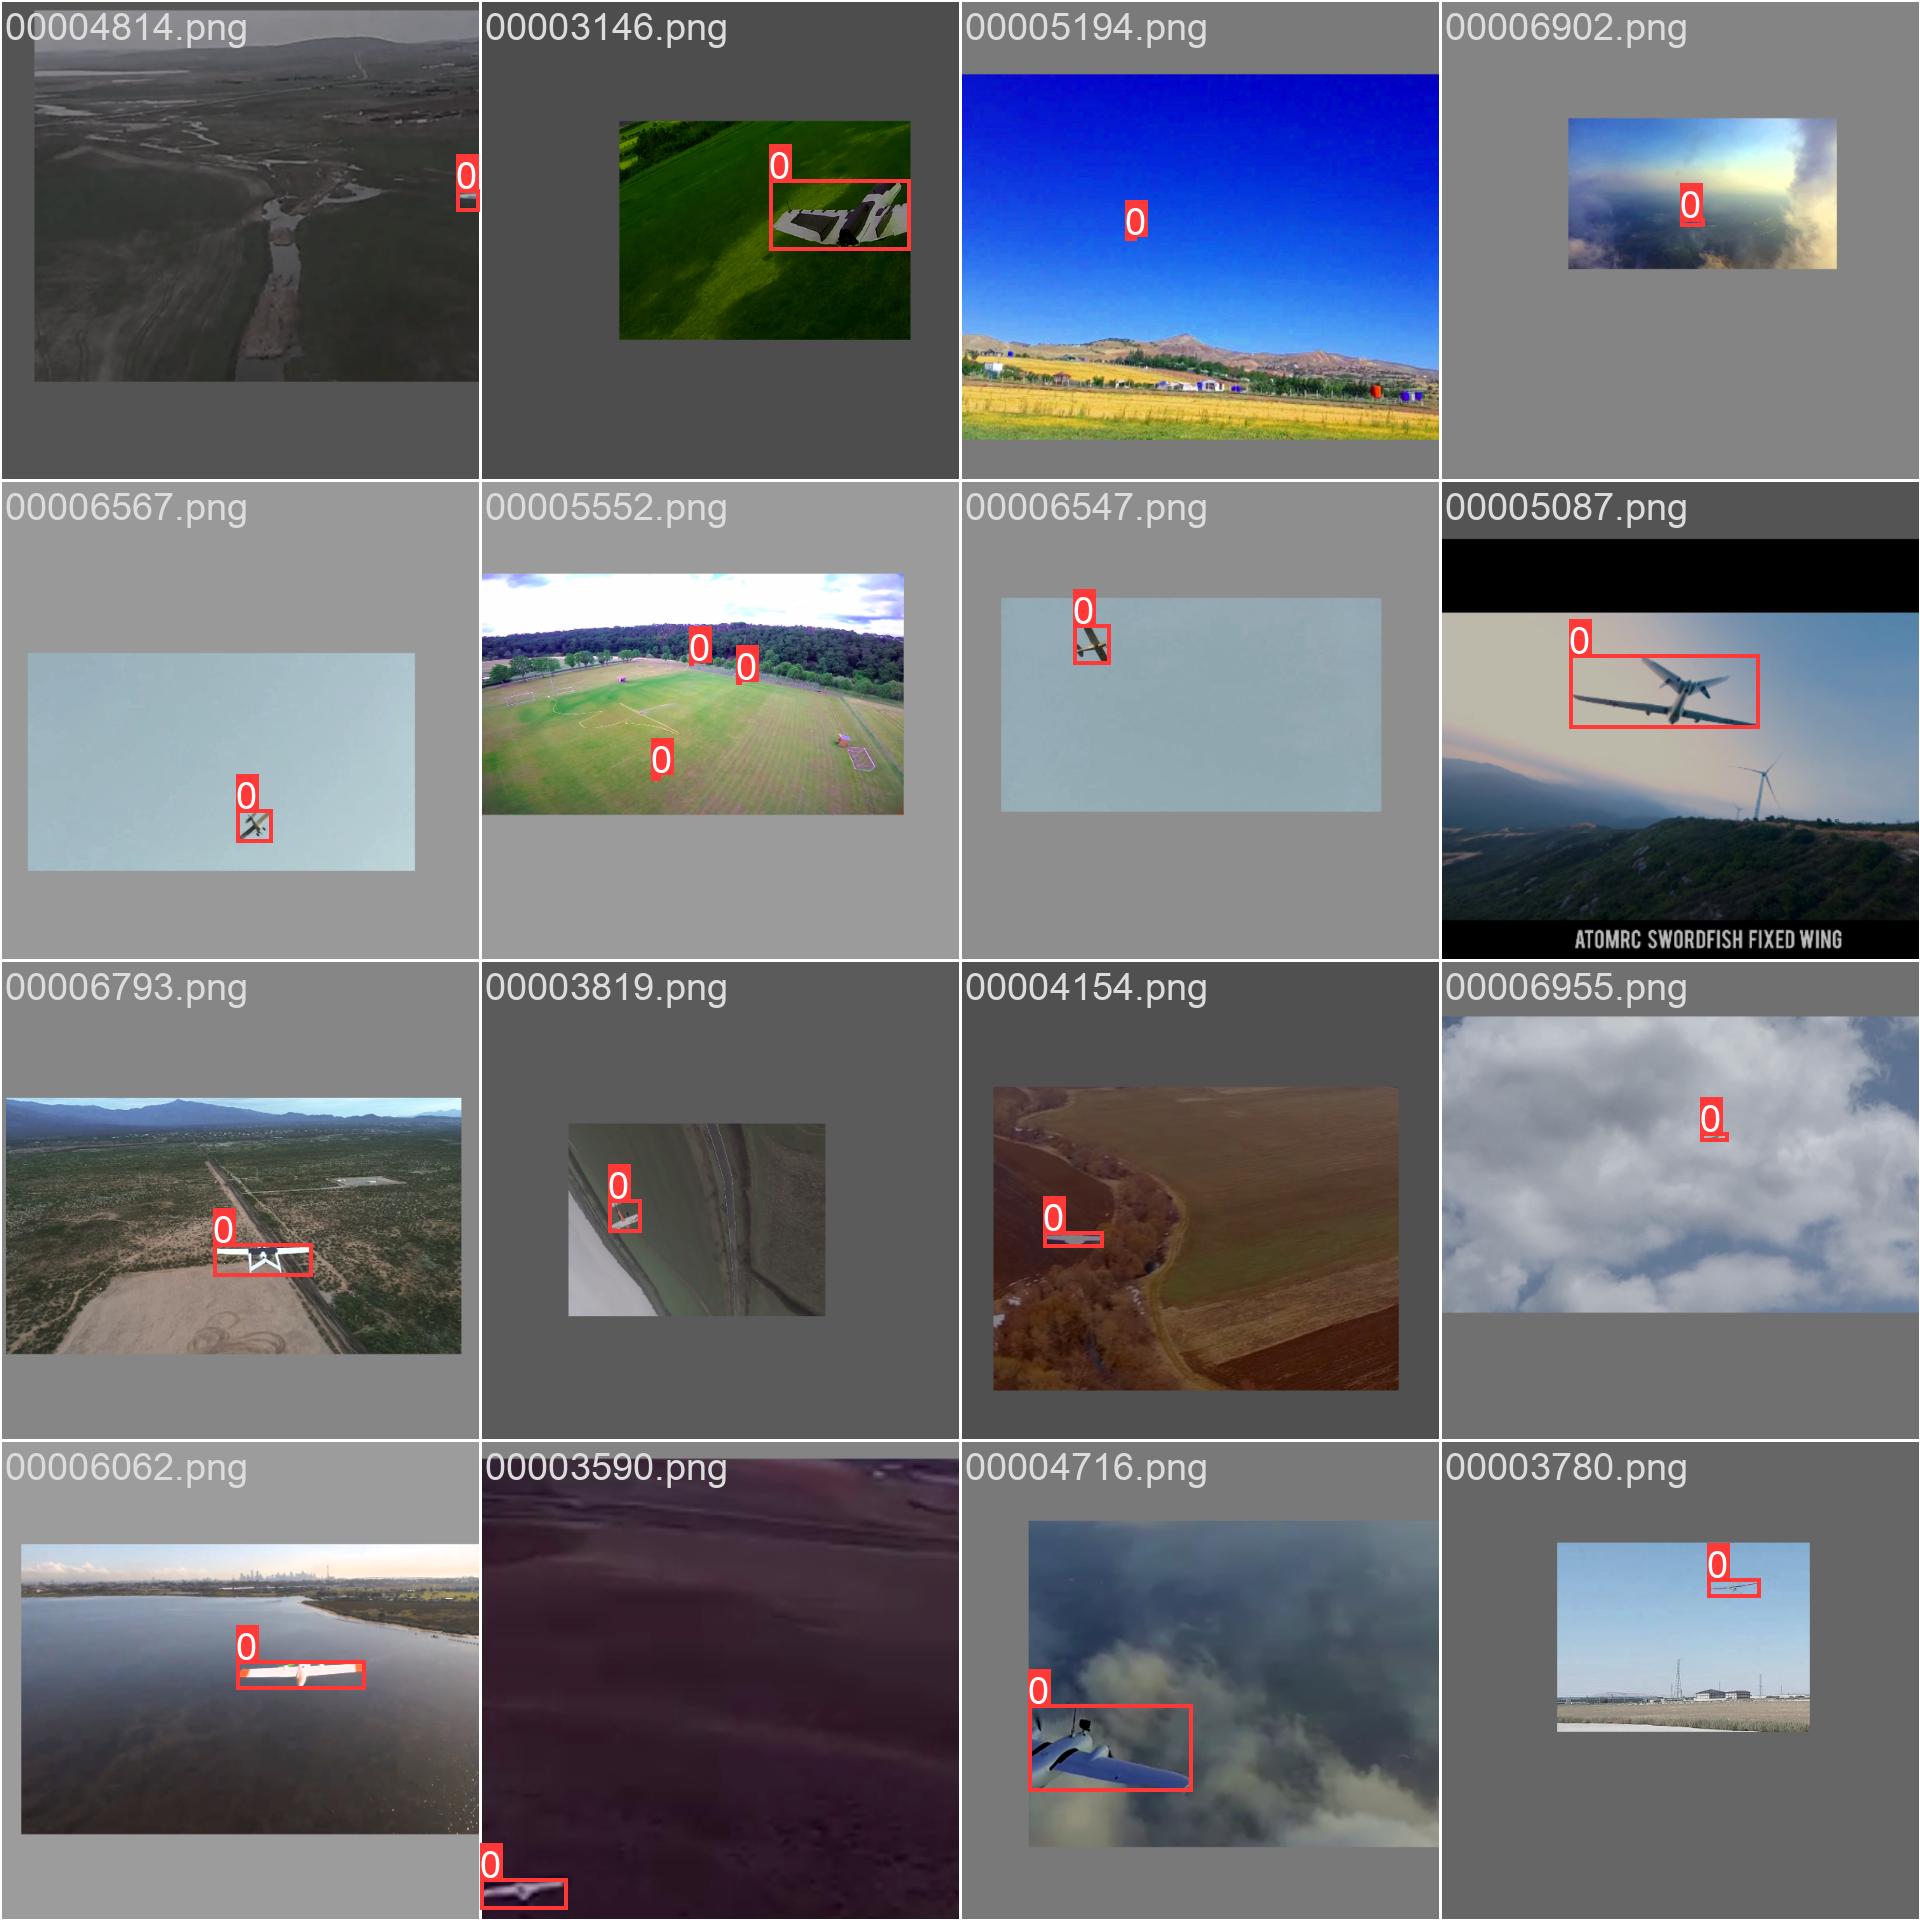 00004814.png
00003146.png
00005194.png
00006902.png
0
0
0
0
00006567.png
00005552.png
00006547.png
00005087.png
0
0
0
0
0
0
ATOMRC SWORDFISH FIXED WING
00006793.png
00003819.png
00004154.png
00006955.png
0
0
0
0
00006062.png
00003590.png
00004716.png
00003780.png
0
0
0
0